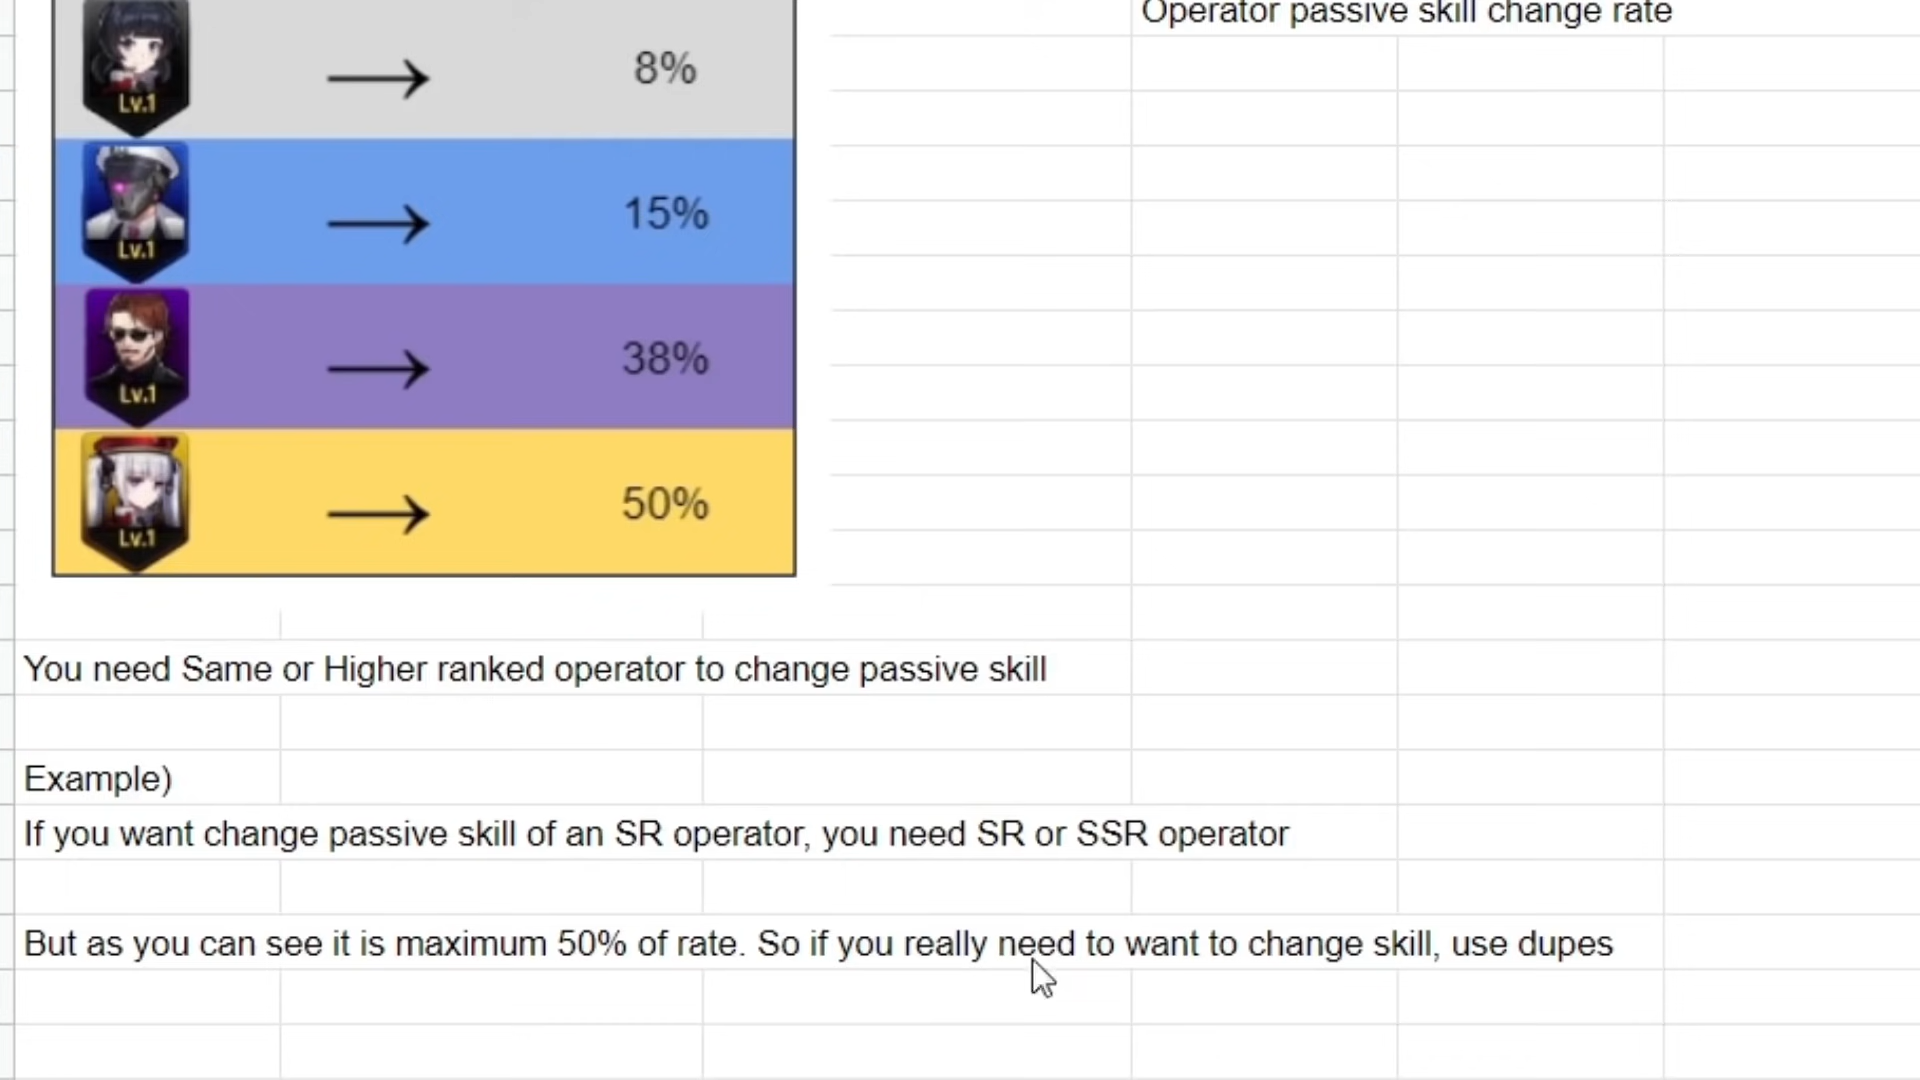 Operator passive skill change rate
Lv.1
8%
Lv.1
15%
Lv.1
38%
Lv.1
50%
You need Same or Higher ranked operator to change passive skill
Example)
If you want change passive skill of an SR operator, you need SR or SSR operator
But as you can see it is maximum 50% of rate. So if you really need to want to change skill, use dupes